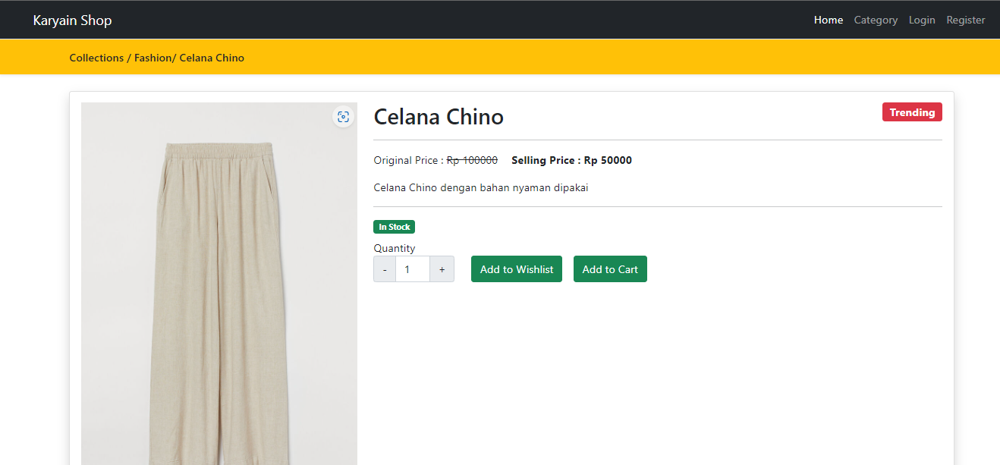 Karyain Shop
Home Category Login Register
Collections / Fashion/ Celana Chino
Celana Chino
Trending
Original Price : Rp 100000 Selling Price : Rp 50000
Celana Chino dengan bahan nyaman dipakai
In Stock
Quantity
- 1 + Add to Wishlist Add to Cart